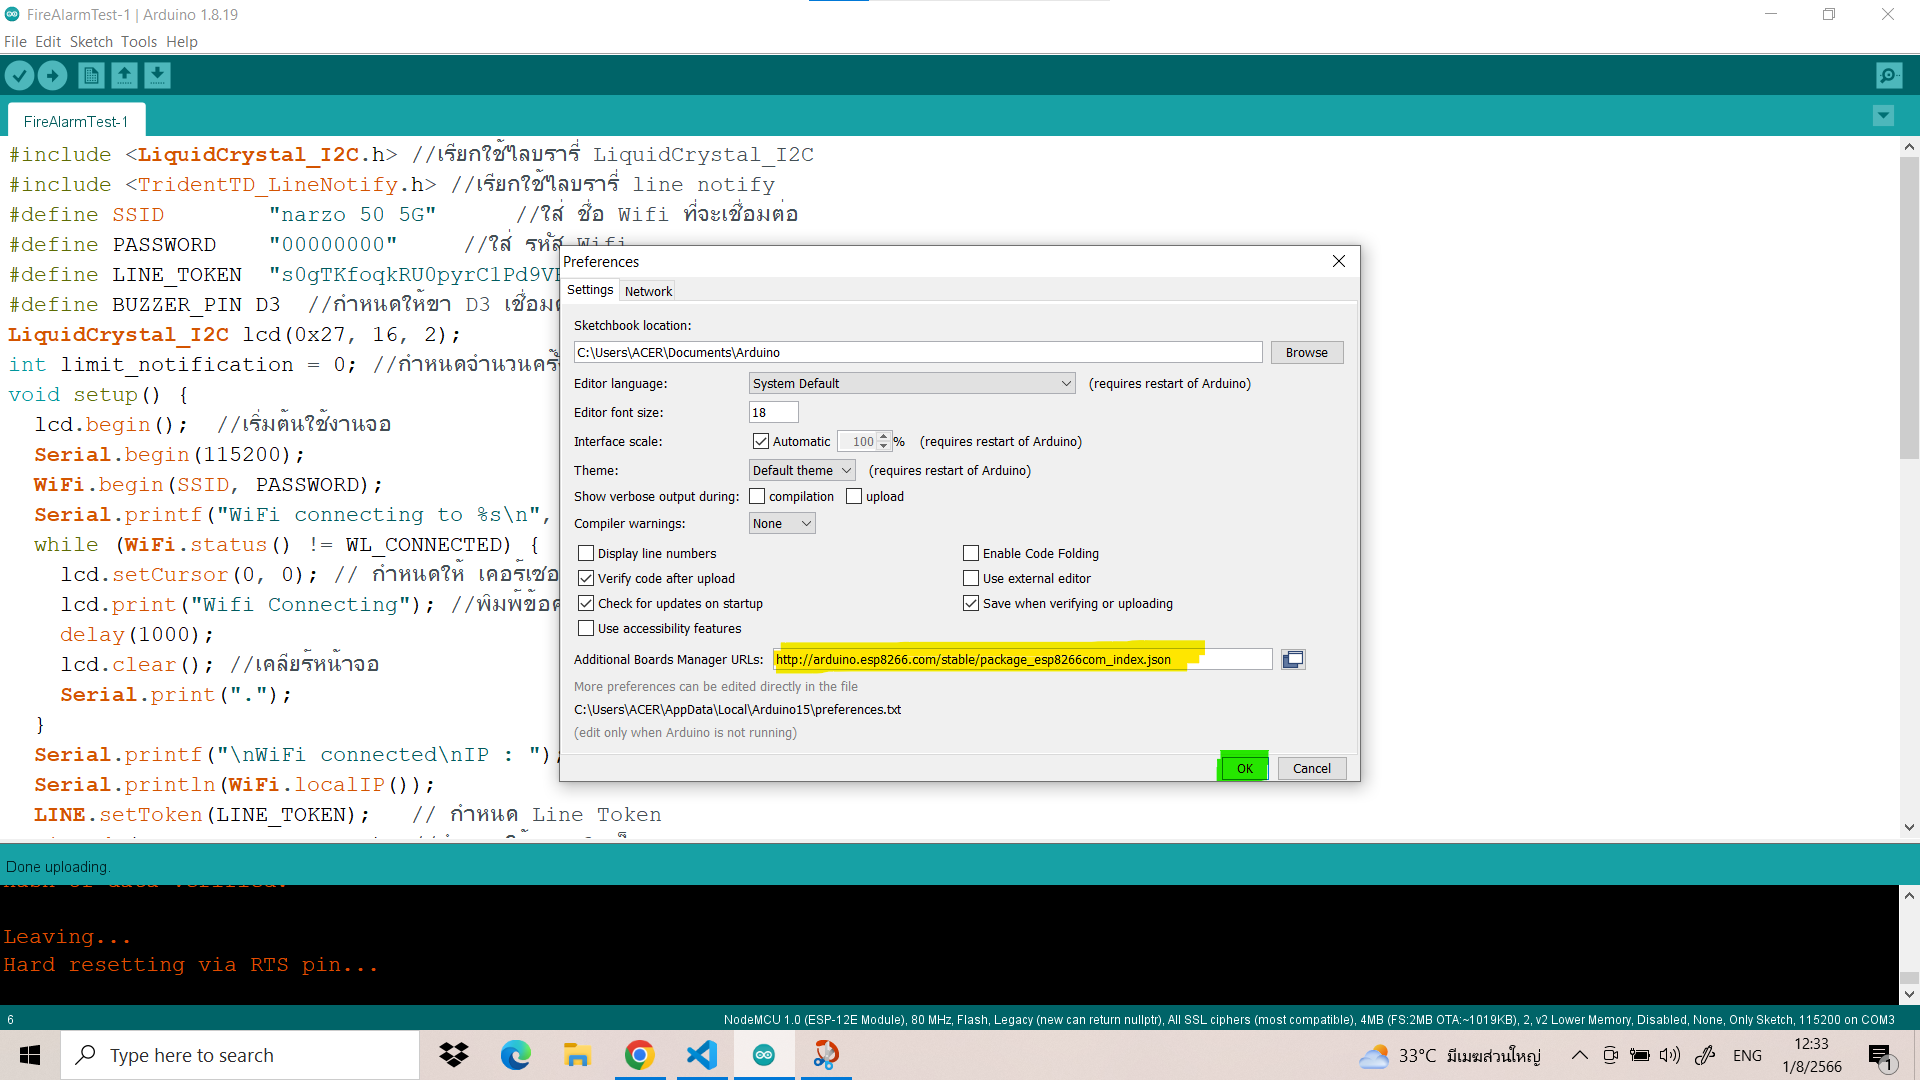 FireAlarmTest-1 | Arduino 1.8.19
File Edit Sketch Tools Help
FireAlarmTest-1
#include <LiquidCrystal_I2C.h> //เรียกใช้ไลบรารี่ LiquidCrystal_I2C
#include <TridentTD_LineNotify.h> //เรียกใช้ไลบรารี่ line notify
#define SSID "narzo 50 5G" //ใส่ ชื่อ Wifi ที่จะเชื่อมต่อ
#define PASSWORD "00000000" //ใส่ รหัส Wifi
#define LINE_TOKEN "s0gTKfoqkRU0pyrC1Pd9V
#define BUZZER_PIN D3 //กำหนดให้ขา D3 เชื่อม
LiquidCrystal_I2C lcd(0x27, 16, 2);
int limit_notification = 0; //กำหนดจำนวนครั้
void setup() {
lcd.begin(); //เริ่มต้นใช้งานจอ
Serial.begin(115200);
WiFi.begin(SSID, PASSWORD);
Serial.printf("WiFi connecting to %s\n",
while (WiFi.status() != WL_CONNECTED) {
lcd.setCursor(0, 0); // กำหนดให้ เคอร์เซอ
lcd.print("Wifi Connecting"); //พิมพ์ข้อค
delay(1000);
lcd.clear(); //เคลียร์หน้าจอ
Serial.print(".");
}
Serial.printf("\nWiFi connected\nIP : ");
Serial.println(WiFi.localIP());
LINE.setToken(LINE_TOKEN); // กำหนด Line Token
Preferences
Settings Network
Sketchbook location:
C:\Users\ACER\Documents\Arduino Browse
Editor language: System Default (requires restart of Arduino)
Editor font size: 18
Interface scale: Automatic 100 % (requires restart of Arduino)
Theme: Default theme (requires restart of Arduino)
Show verbose output during: compilation upload
Compiler warnings: None
Display line numbers Enable Code Folding
Verify code after upload Use external editor
Check for updates on startup Save when verifying or uploading
Use accessibility features
Additional Boards Manager URLs: http://arduino.esp8266.com/stable/package_esp8266com_index.json
More preferences can be edited directly in the file
C:\Users\ACER\AppData\Local\Arduino15\preferences.txt
(edit only when Arduino is not running)
OK Cancel
Done uploading.
Hash of data verified.
Leaving...
Hard resetting via RTS pin...
6 NodeMCU 1.0 (ESP-12E Module), 80 MHz, Flash, Legacy (new can return nullptr), All SSL ciphers (most compatible), 4MB (FS:2MB OTA:~1019KB), 2, v2 Lower Memory, Disabled, None, Only Sketch, 115200 on COM3
Type here to search
33°C มีเมฆส่วนใหญ่
ENG
12:33
1/8/2566
1